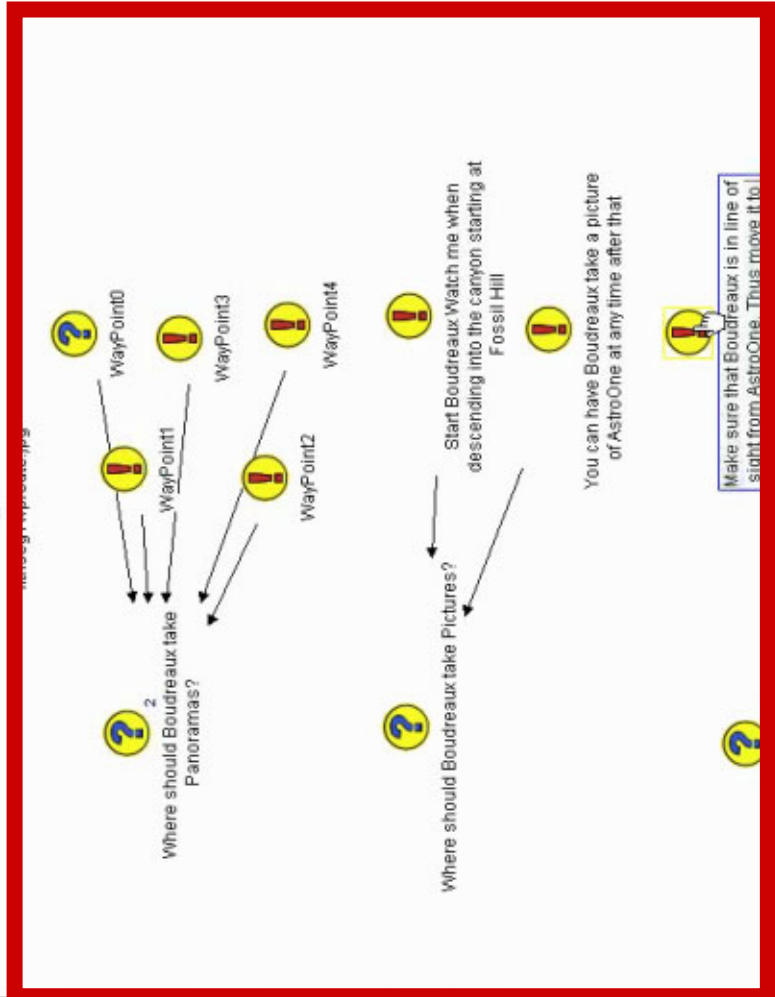 2
Where should Boudreaux take
Panoramas?
WayPoint0
WayPoint1
WayPoint3
WayPoint2
WayPoint4
Where should Boudreaux take Pictures?
Start Boudreaux Watch me when
descending into the canyon starting at
Fossil Hill
You can have Boudreaux take a picture
of AstroOne at any time after that
Make sure that Boudreaux is in line of
sight from AstroOne. Thus move it to